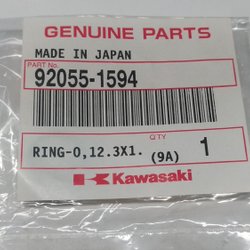 GENUINE PARTS
MADE IN JAPAN
PART No.
92055-1594
QTY
RING-O,12.3X1. (9A) 1
Kawasaki